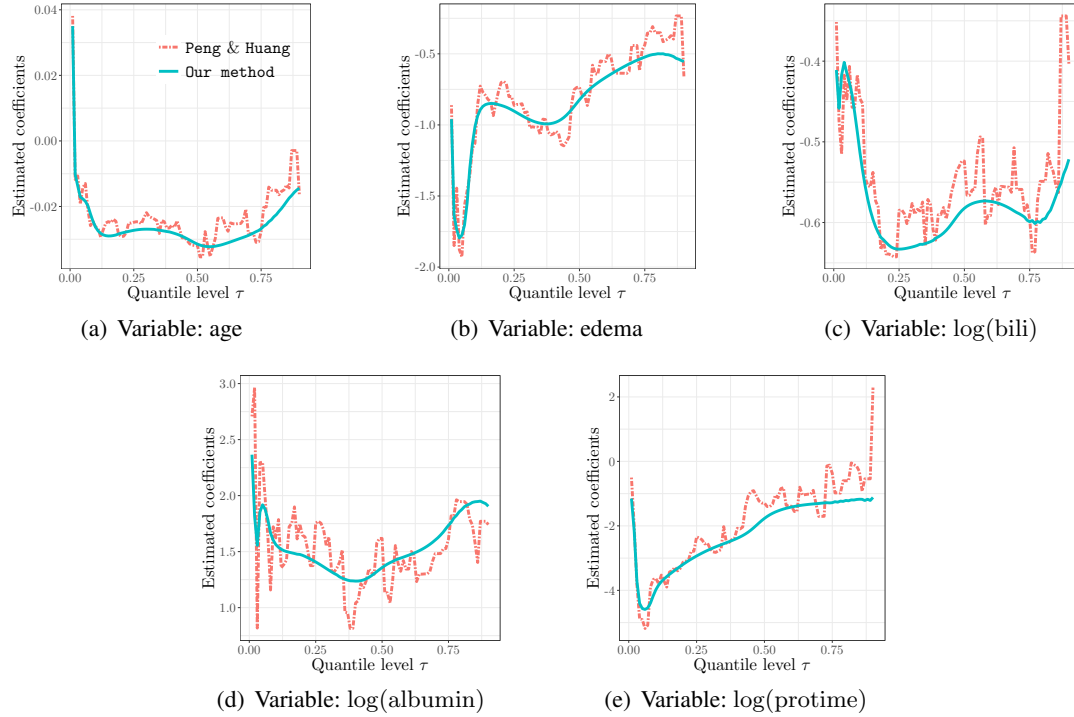 0.04
0.02
0.00
-0.02
Estimated coefficients
Peng & Huang
Our method
0.00 0.25 0.50 0.75
Quantile level τ
(a) Variable: age
-0.5
-1.0
-1.5
-2.0
Estimated coefficients
0.00 0.25 0.50 0.75
Quantile level τ
(b) Variable: edema
-0.4
-0.5
-0.6
Estimated coefficients
0.00 0.25 0.50 0.75
Quantile level τ
(c) Variable: log(bili)
3.0
2.5
2.0
1.5
1.0
Estimated coefficients
0.00 0.25 0.50 0.75
Quantile level τ
(d) Variable: log(albumin)
2
0
-2
-4
Estimated coefficients
0.00 0.25 0.50 0.75
Quantile level τ
(e) Variable: log(protime)